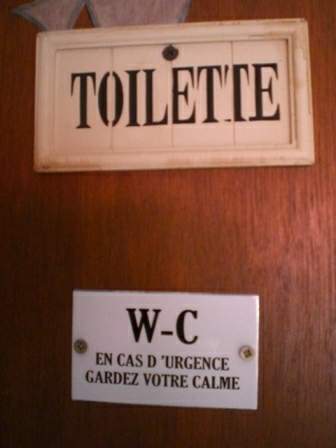 TOILETTE
W-C
EN CAS D 'URGENCE
GARDEZ VOTRE CALME